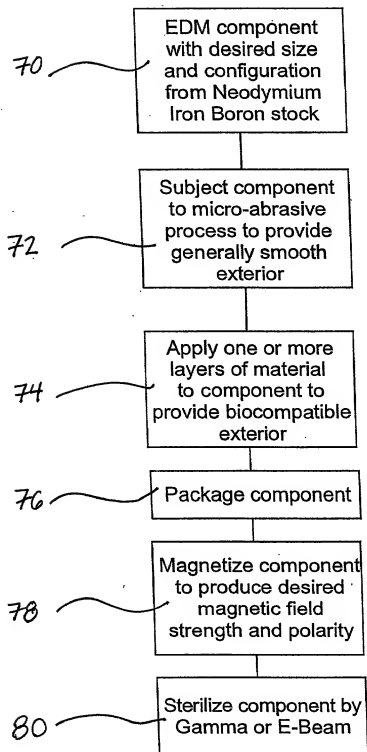 EDM component
with desired size
70
and configuration
from Neodymium
Iron Boron stock
Subject component
to micro-abrasive
process to provide
72
generally smooth
exterior
Apply one or more
layers of material
74
to component to
provide biocompatible
exterior
76
Package component
Magnetize component
to produce desired
78
magnetic field
strength and polarity
Sterilize component by
80
Gamma or E-Beam